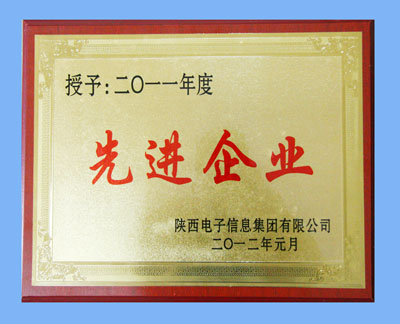 授予:二〇一一年度
先进企业
陕西电子信息集团有限公司
二〇一二年元月